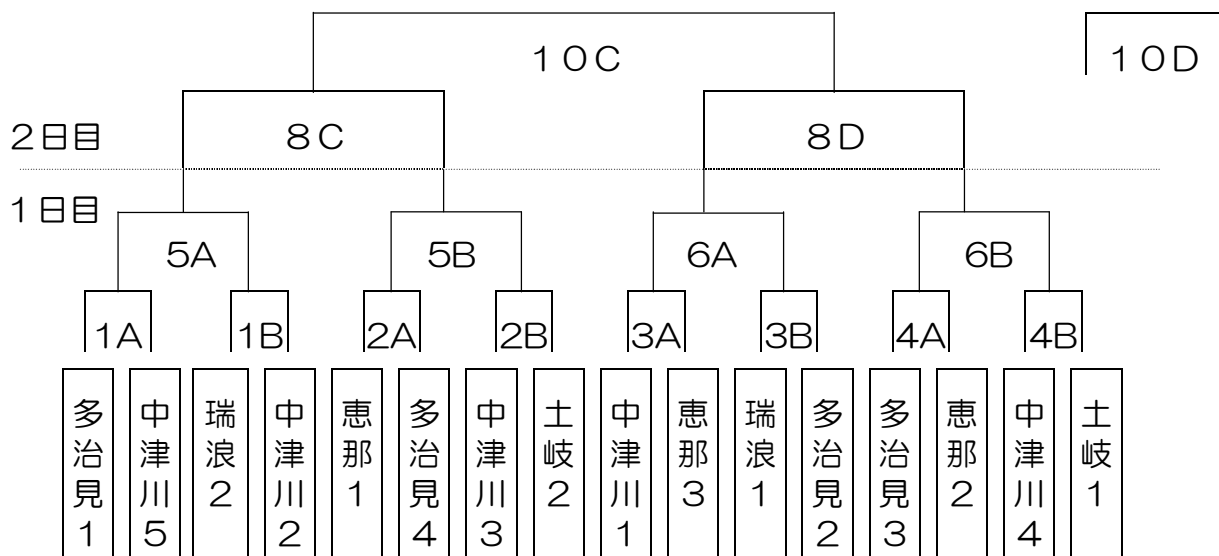 10C
10D
2日目
8C
8D
1日目
5A
5B
6A
6B
1A
1B
2A
2B
3A
3B
4A
4B
多治見1
中津川5
瑞浪2
中津川2
恵那1
多治見4
中津川3
土岐2
中津川1
恵那3
瑞浪1
多治見2
多治見3
恵那2
中津川4
土岐1